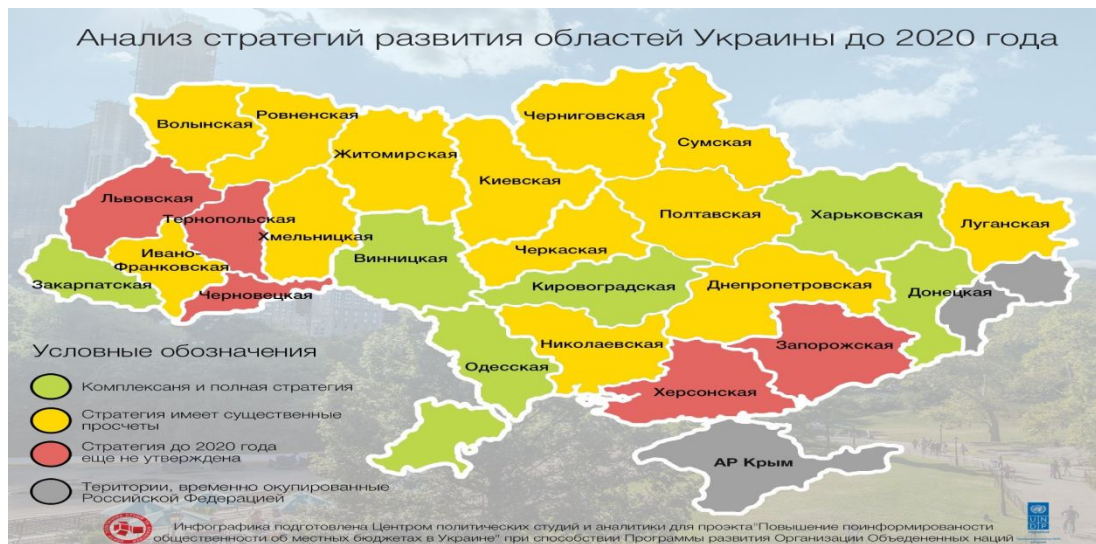 Анализ стратегий развития областей Украины до 2020 года
Волынская
Ровненская
Житомирская
Черниговская
Сумская
Киевская
Львовская
Тернопольская
Хмельницкая
Ивано-
Франковская
Закарпатская
Черновецкая
Винницкая
Черкаская
Полтавская
Харьковская
Луганская
Кировоградская
Днепропетровская
Донецкая
Одесская
Николаевская
Запорожская
Херсонская
АР Крым
Условные обозначения
Комплексаня и полная стратегия
Стратегия имеет существенные
просчеты
Стратегия до 2020 года
еще не утверждена
Територии, временно окупированные
Российской Федерацией
Инфографика подготовлена Центром политических студий и аналитики для проэкта"Повышение поинформированости
общественности об местных бюджетах в Украине" при способствии Программы развития Организации Объедененных наций
U N
D P